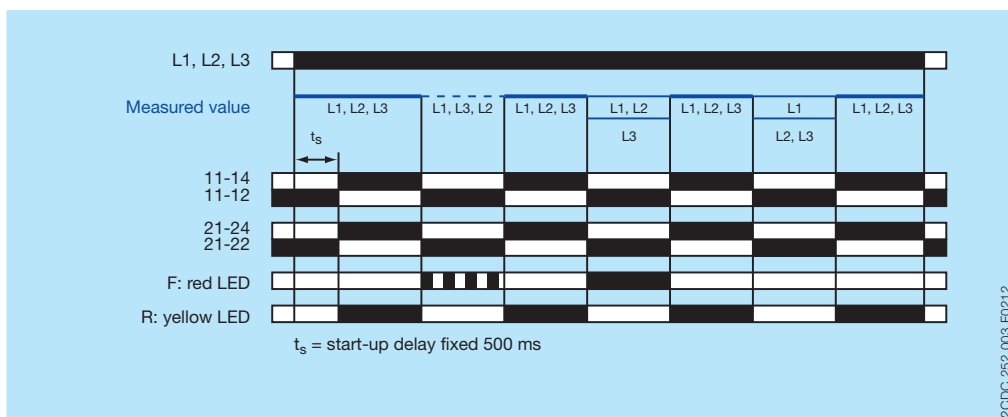 L1, L2, L3
Measured value
L1, L2, L3
L1, L3, L2
L1, L2, L3
L1, L2
L3
L1, L2, L3
L1
L2, L3
L1, L2, L3
ts
11-14
11-12
21-24
21-22
F: red LED
R: yellow LED
ts = start-up delay fixed 500 ms
2CDC 252 003 F0212